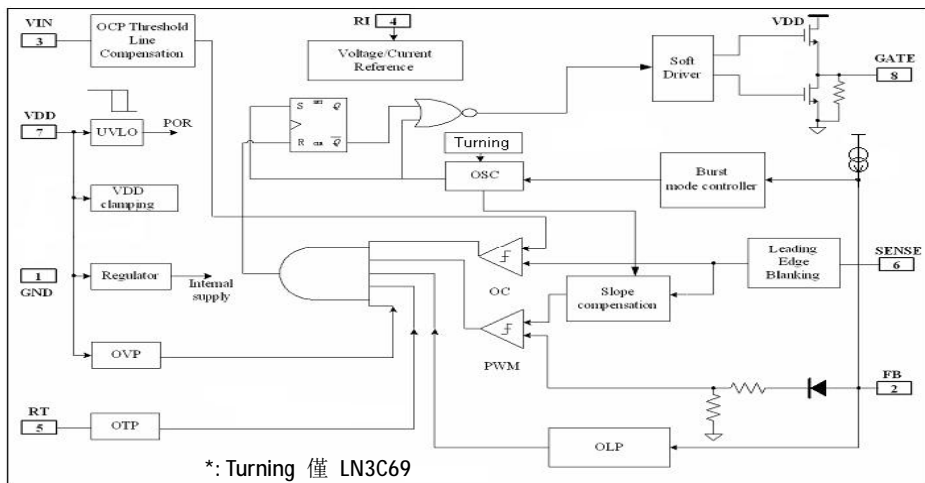 VIN
3
OCP Threshold
Line
Compensation
RI
4
Voltage/Current
Reference
VDD
Soft
Driver
GATE
8
S
Q
R
Q
VDD
7
UVLO
POR
Turning
OSC
Burst
mode controller
VDD
clamping
1
GND
Regulator
Internal
supply
OC
Slope
compensation
Leading
Edge
Blanking
SENSE
6
PWM
OVP
FB
2
RT
5
OTP
OLP
*: Turning 僅 LN3C69